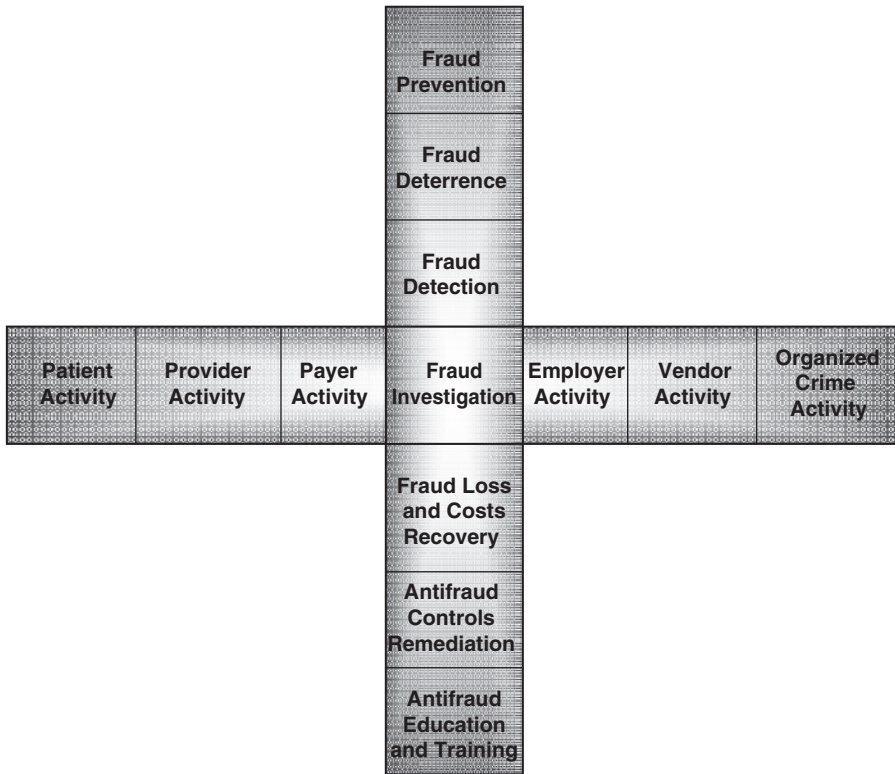 Fraud
Prevention
Fraud
Deterrence
Fraud
Detection
Patient
Activity
Provider
Activity
Payer
Activity
Fraud
Investigation
Employer
Activity
Vendor
Activity
Organized
Crime
Activity
Fraud Loss
and Costs
Recovery
Antifraud
Controls
Remediation
Antifraud
Education
and Training